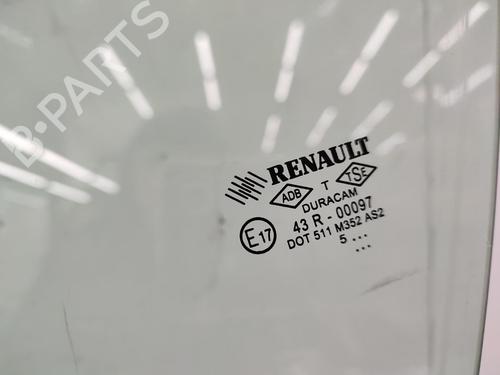 B-PARTS
RENAULT
ADB T TSE
DURACAM
E17 43 R - 00097
DOT 511 M352 AS2
5 ...
...